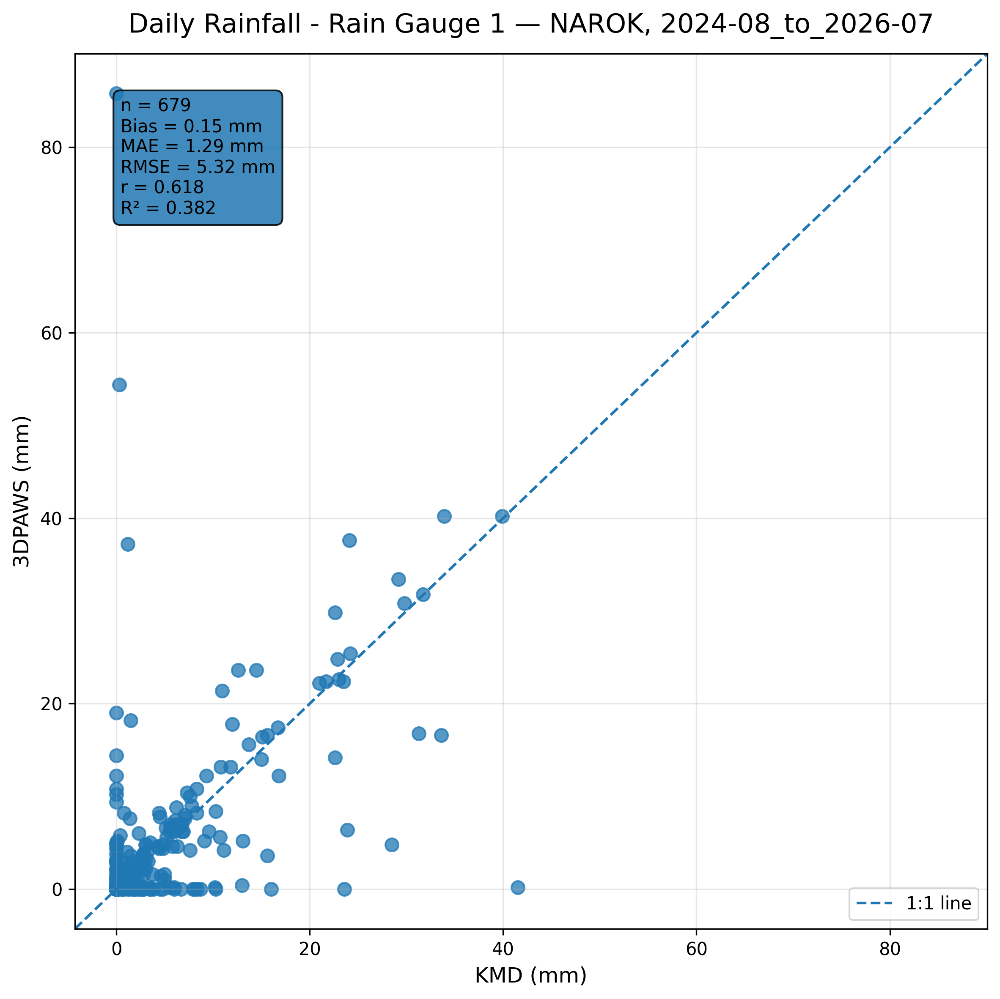 Daily Rainfall - Rain Gauge 1 — NAROK, 2024-08_to_2026-07
n = 679
Bias = 0.15 mm
MAE = 1.29 mm
RMSE = 5.32 mm
r = 0.618
R² = 0.382
80
60
40
20
0
3DPAWS (mm)
1:1 line
0 20 40 60 80
KMD (mm)